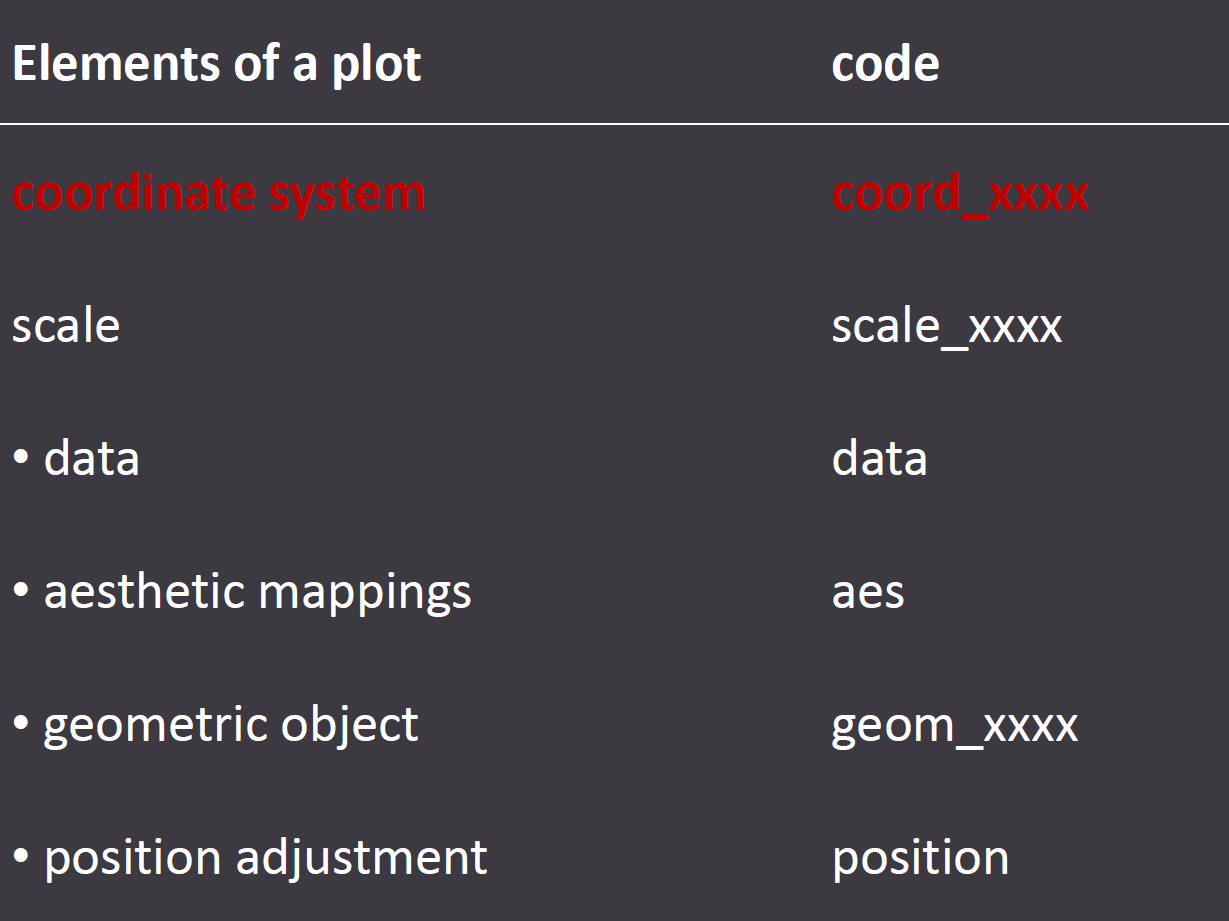 Elements of a plot code
coordinate system coord_xxxx
scale scale_xxxx
• data data
• aesthetic mappings aes
• geometric object geom_xxxx
• position adjustment position